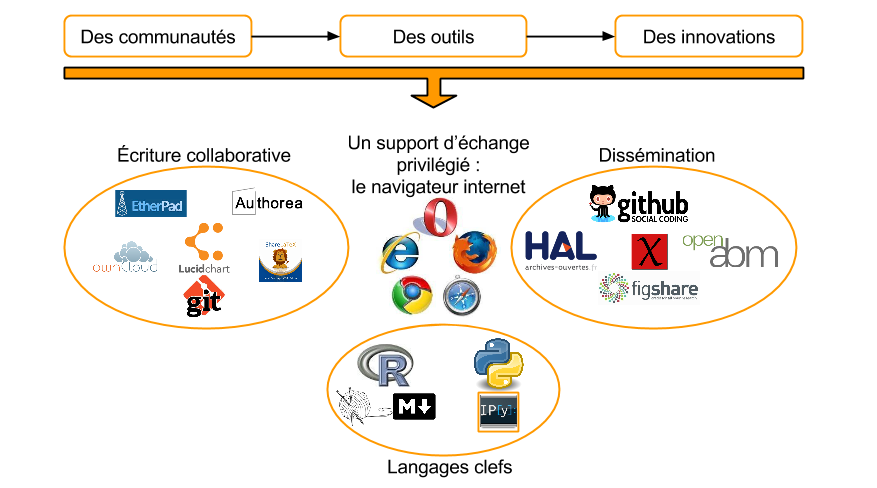 Des communautés
Des outils
Des innovations
Un support d'échange
privilégié :
le navigateur internet
Écriture collaborative
Dissémination
EtherPad
Authorea
ownCloud
Lucidchart
ShareLaTeX
git
github
SOCIAL CODING
HAL
archives-ouvertes.fr
χ
open
abm
figshare
R
M
IP[y]:
Langages clefs